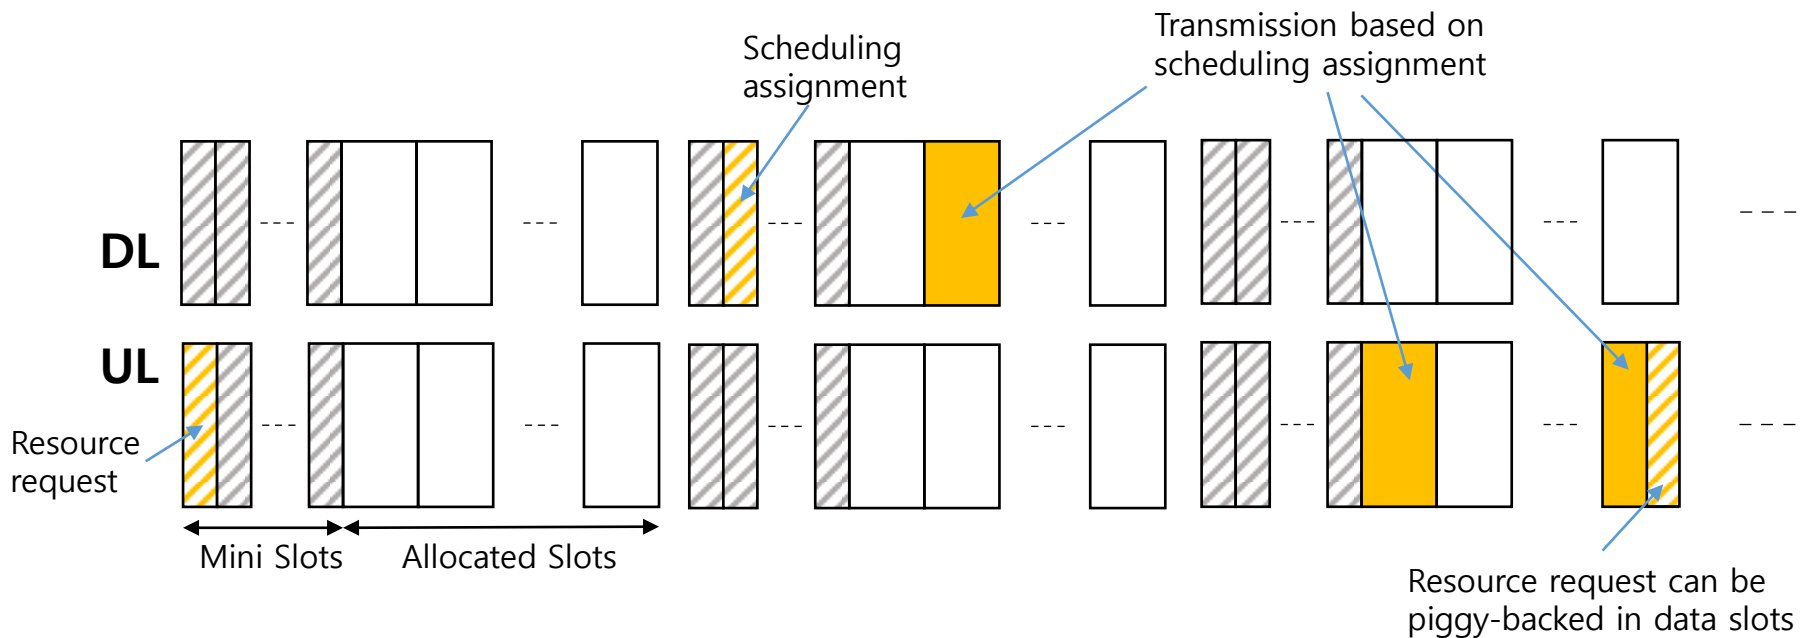 Scheduling
assignment
Transmission based on
scheduling assignment
DL
UL
Resource
request
Mini Slots
Allocated Slots
Resource request can be
piggy-backed in data slots